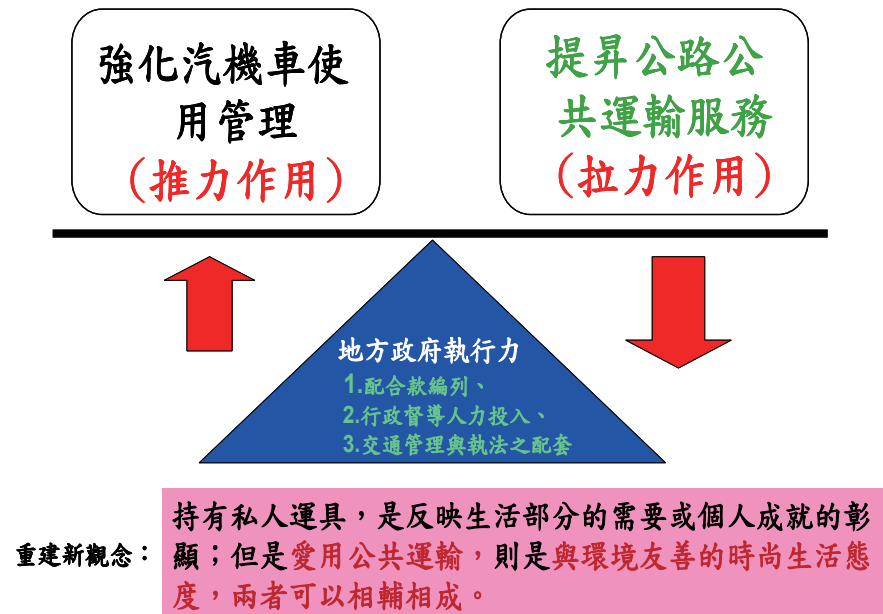 強化汽機車使
用管理
(推力作用)
提昇公路公
共運輸服務
(拉力作用)
地方政府執行力
1.配合款編列、
2.行政督導人力投入、
3.交通管理與執法之配套
重建新觀念：
持有私人運具，是反映生活部分的需要或個人成就的彰
顯；但是愛用公共運輸，則是與環境友善的時尚生活態
度，兩者可以相輔相成。